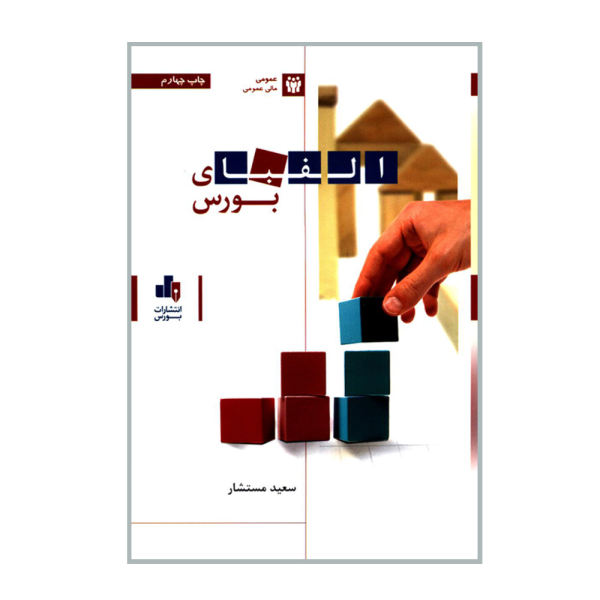 عمومی
مالی عمومی
چاپ چهارم
الفبای
بورس
انتشارات
بورس
سعید مستشار